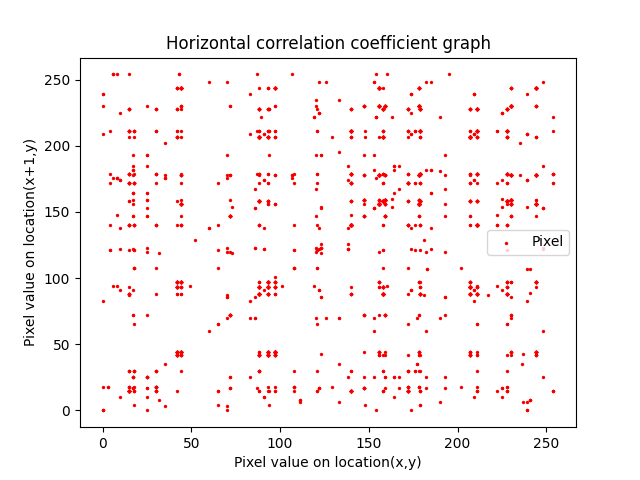 Horizontal correlation coefficient graph
Pixel value on location(x+1,y)
250
200
150
100
50
0
Pixel
0 50 100 150 200 250
Pixel value on location(x,y)